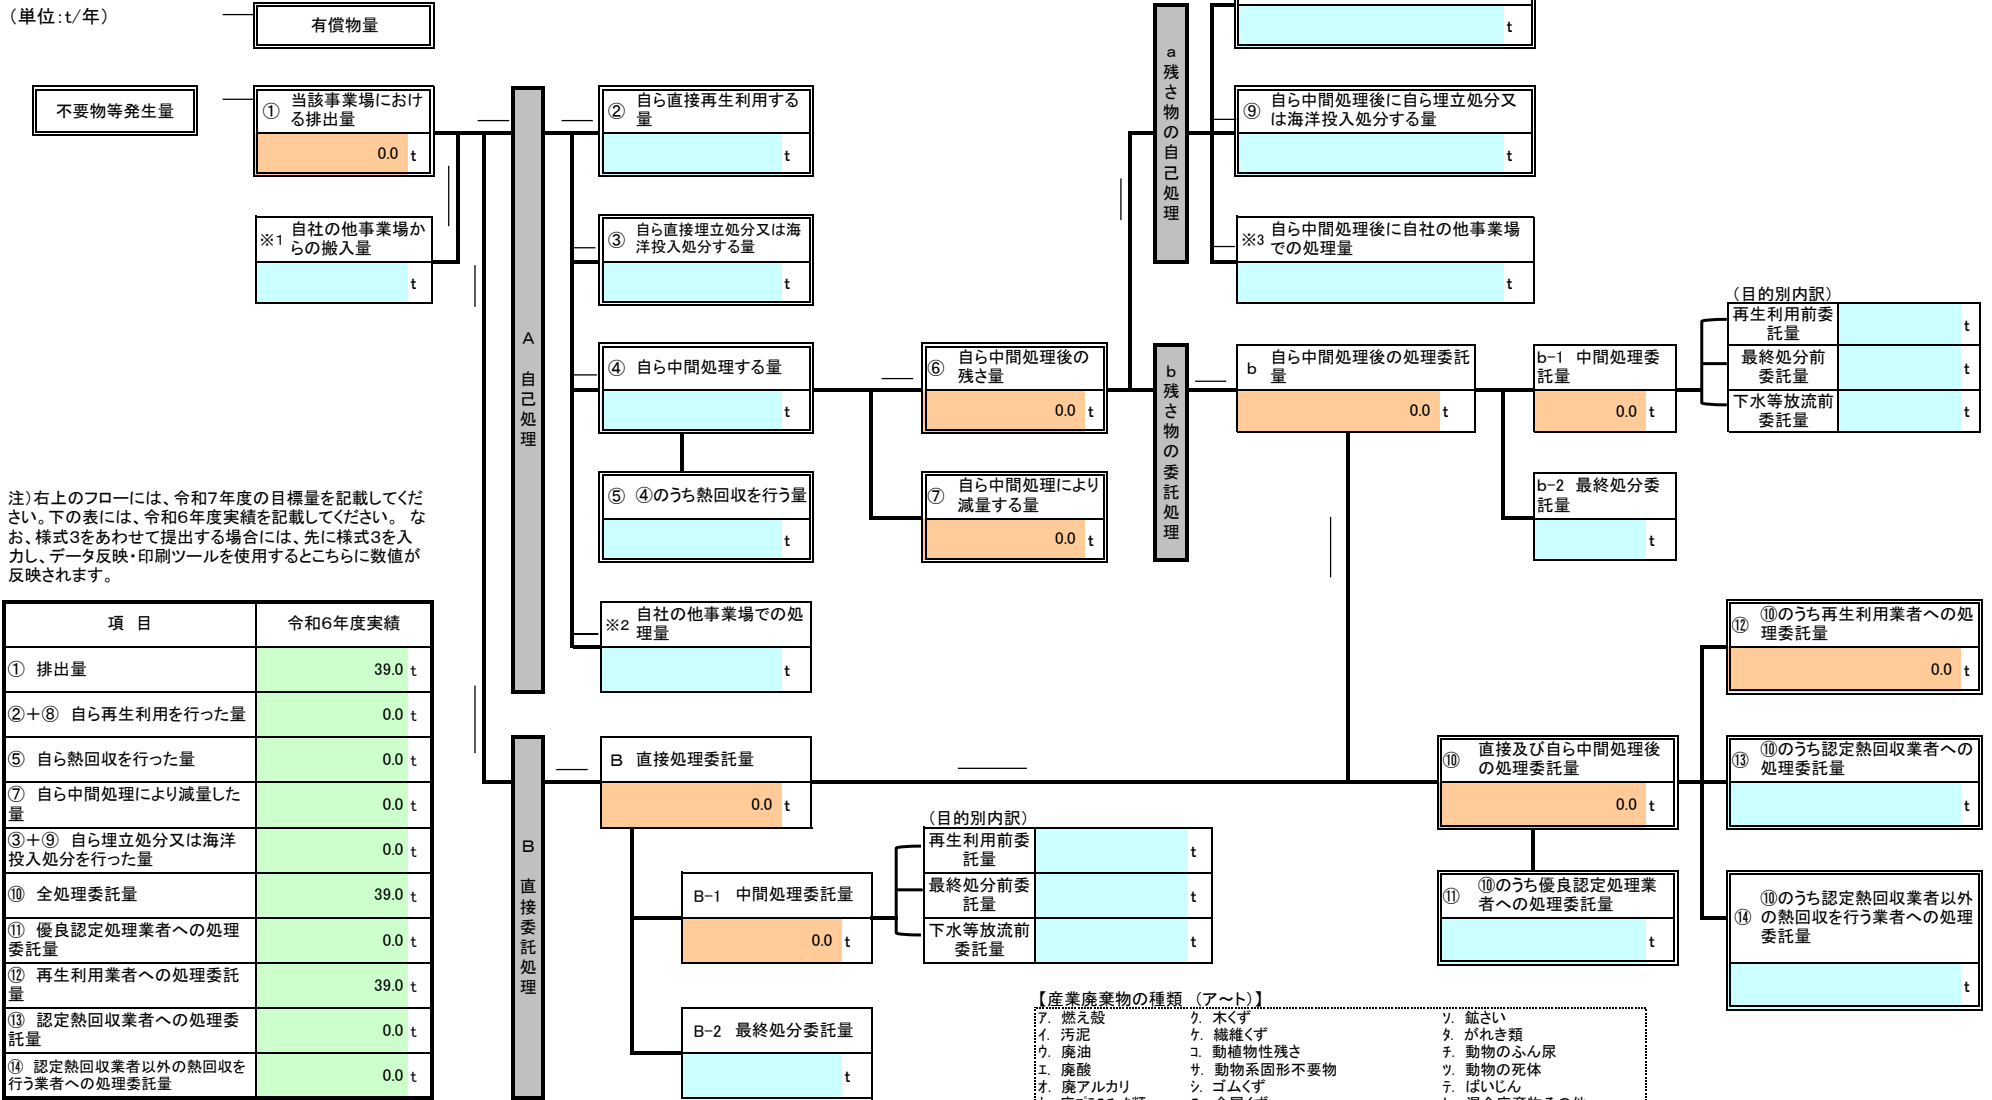 （単位:t/年）
有償物量
不要物等発生量
① 当該事業場におけ
る排出量
0.0 t
※1 自社の他事業場か
らの搬入量
t
A 自己処理
② 自ら直接再生利用する
量
t
③ 自ら直接埋立処分又は海
洋投入処分する量
t
④ 自ら中間処理する量
t
⑤ ④のうち熱回収を行う量
t
※2 自社の他事業場での処
理量
t
⑥ 自ら中間処理後の
残さ量
0.0 t
⑦ 自ら中間処理により
減量する量
0.0 t
a 残さ物の自己処理
t
⑨ 自ら中間処理後に自ら埋立処分又
は海洋投入処分する量
t
※3 自ら中間処理後に自社の他事業場
での処理量
t
b 残さ物の委託処理
b 自ら中間処理後の処理委託
量
0.0 t
b-1 中間処理委
託量
0.0 t
b-2 最終処分委
託量
t
（目的別内訳）
再生利用前委
託量
t
最終処分前
委託量
t
下水等放流前
委託量
t
注）右上のフローには、令和7年度の目標量を記載してくだ
さい。下の表には、令和6年度実績を記載してください。 な
お、様式3をあわせて提出する場合には、先に様式3を入
力し、データ反映・印刷ツールを使用するとこちらに数値が
反映されます。
項 目 令和6年度実績
① 排出量 39.0 t
②＋⑧ 自ら再生利用を行った量 0.0 t
⑤ 自ら熱回収を行った量 0.0 t
⑦ 自ら中間処理により減量した
量 0.0 t
③＋⑨ 自ら埋立処分又は海洋
投入処分を行った量 0.0 t
⑩ 全処理委託量 39.0 t
⑪ 優良認定処理業者への処理
委託量 0.0 t
⑫ 再生利用業者への処理委託
量 39.0 t
⑬ 認定熱回収業者への処理委
託量 0.0 t
⑭ 認定熱回収業者以外の熱回収を
行う業者への処理委託量 0.0 t
B 直接委託処理
B 直接処理委託量
0.0 t
B-1 中間処理委託量
0.0 t
B-2 最終処分委託量
t
（目的別内訳）
再生利用前委
託量
t
最終処分前委
託量
t
下水等放流前
委託量
t
⑩ 直接及び自ら中間処理後
の処理委託量
0.0 t
⑪ ⑩のうち優良認定処理業
者への処理委託量
t
⑫ ⑩のうち再生利用業者への処
理委託量
0.0 t
⑬ ⑩のうち認定熱回収業者への
処理委託量
t
⑭ ⑩のうち認定熱回収業者以外
の熱回収を行う業者への処理
委託量
t
【産業廃棄物の種類 （ア～ト）】
ア. 燃え殻 ク. 木くず ソ. 鉱さい
イ. 汚泥 ケ. 繊維くず タ. がれき類
ウ. 廃油 コ. 動植物性残さ チ. 動物のふん尿
エ. 廃酸 サ. 動物系固形不要物 ツ. 動物の死体
オ. 廃アルカリ シ. ゴムくず テ. ばいじん